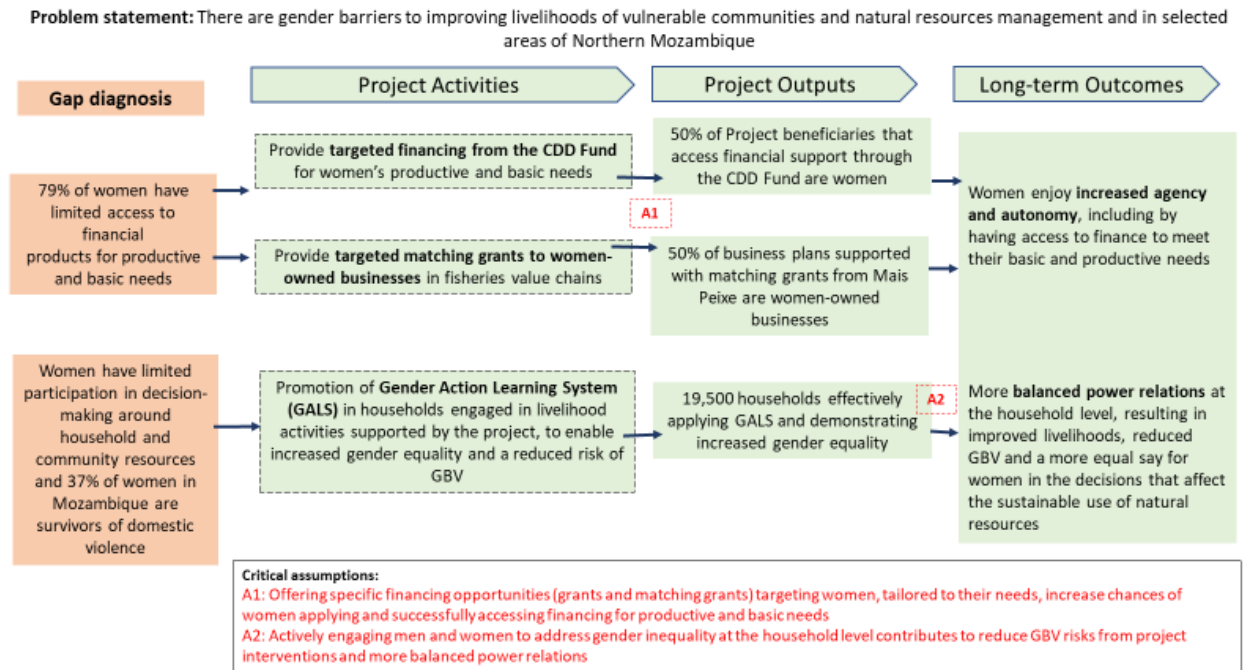 Problem statement: There are gender barriers to improving livelihoods of vulnerable communities and natural resources management and in selected
areas of Northern Mozambique
Gap diagnosis
Project Activities
Project Outputs
Long-term Outcomes
79% of women have
limited access to
financial
products for productive
and basic needs
Provide targeted financing from the CDD Fund
for women's productive and basic needs
Provide targeted matching grants to women-
owned businesses in fisheries value chains
A1
50% of Project beneficiaries that
access financial support through
the CDD Fund are women
50% of business plans supported
with matching grants from Mais
Peixe are women-owned
businesses
Women enjoy increased agency
and autonomy, including by
having access to finance to meet
their basic and productive needs
Women have limited
participation in decision-
making around
household and
community resources
and 37% of women in
Mozambique are
survivors of domestic
violence
Promotion of Gender Action Learning System
(GALS) in households engaged in livelihood
activities supported by the project, to enable
increased gender equality and a reduced risk of
GBV
19,500 households effectively
applying GALS and demonstrating
increased gender equality
A2
More balanced power relations at
the household level, resulting in
improved livelihoods, reduced
GBV and a more equal say for
women in the decisions that affect
the sustainable use of natural
resources
Critical assumptions:
A1: Offering specific financing opportunities (grants and matching grants) targeting women, tailored to their needs, increase chances of
women applying and successfully accessing financing for productive and basic needs
A2: Actively engaging men and women to address gender inequality at the household level contributes to reduce GBV risks from project
interventions and more balanced power relations